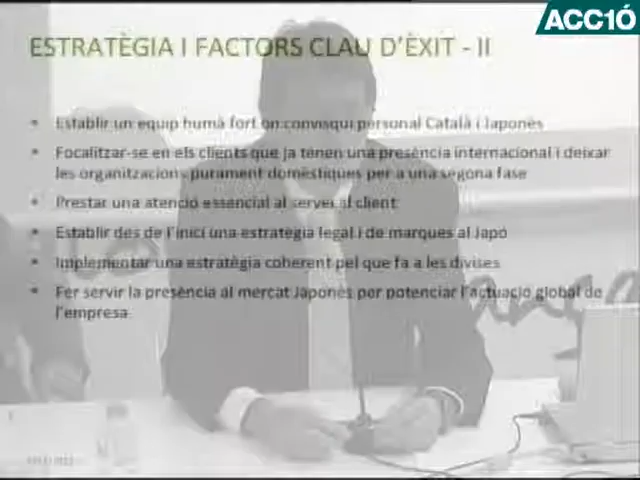 ACC1Ó
ESTRATÈGIA I FACTORS CLAU D'ÈXIT - II
• Establir un equip humà fort on convisqui personal Català i Japonès
• Focalitzar-se en els clients que ja tenen una presència internacional i deixar
les organitzacions purament domèstiques per a una segona fase
• Prestar una atenció essencial al servei al client
• Establir des de l'inici una estratègia legal i de marques al Japó
• Implementar una estratègia coherent pel que fa a les divises
• Fer servir la presència al mercat Japonès per potenciar l'actuació global de
l'empresa